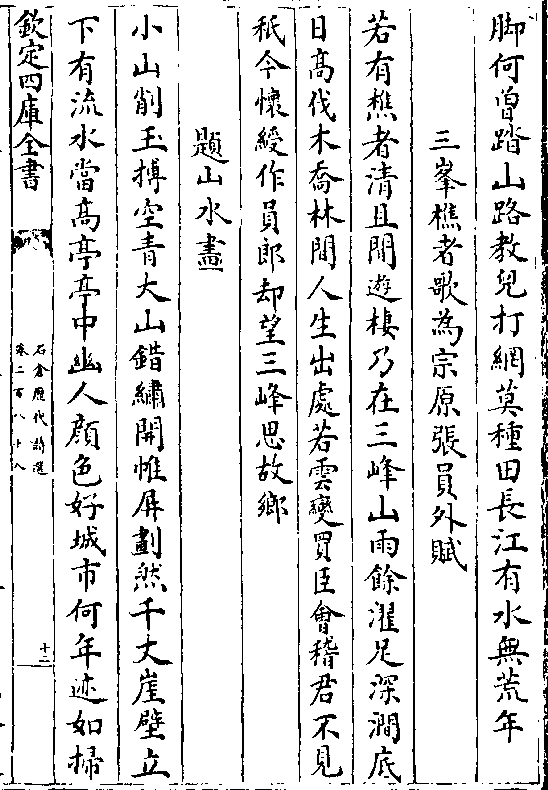 脚何曽踏山路教兒打網莫種田長江有水無荒年
三峯樵者歌為宗原張員外賦
若有樵者清且閒遊棲乃在三峰山雨餘濯足深澗底
日髙伐木喬林間人生出處若雲變買臣會稽君不見
秖今懷綬作員郎却望三峰思故鄉
題山水畫
小山削玉摶空青大山錯繡開帷屏劃然千丈崖壁立
下有流水當髙亭亭中幽人顔色好城市何年迹如掃
欽定四庫全書
石倉歷代詩選
卷二百八十八
十二